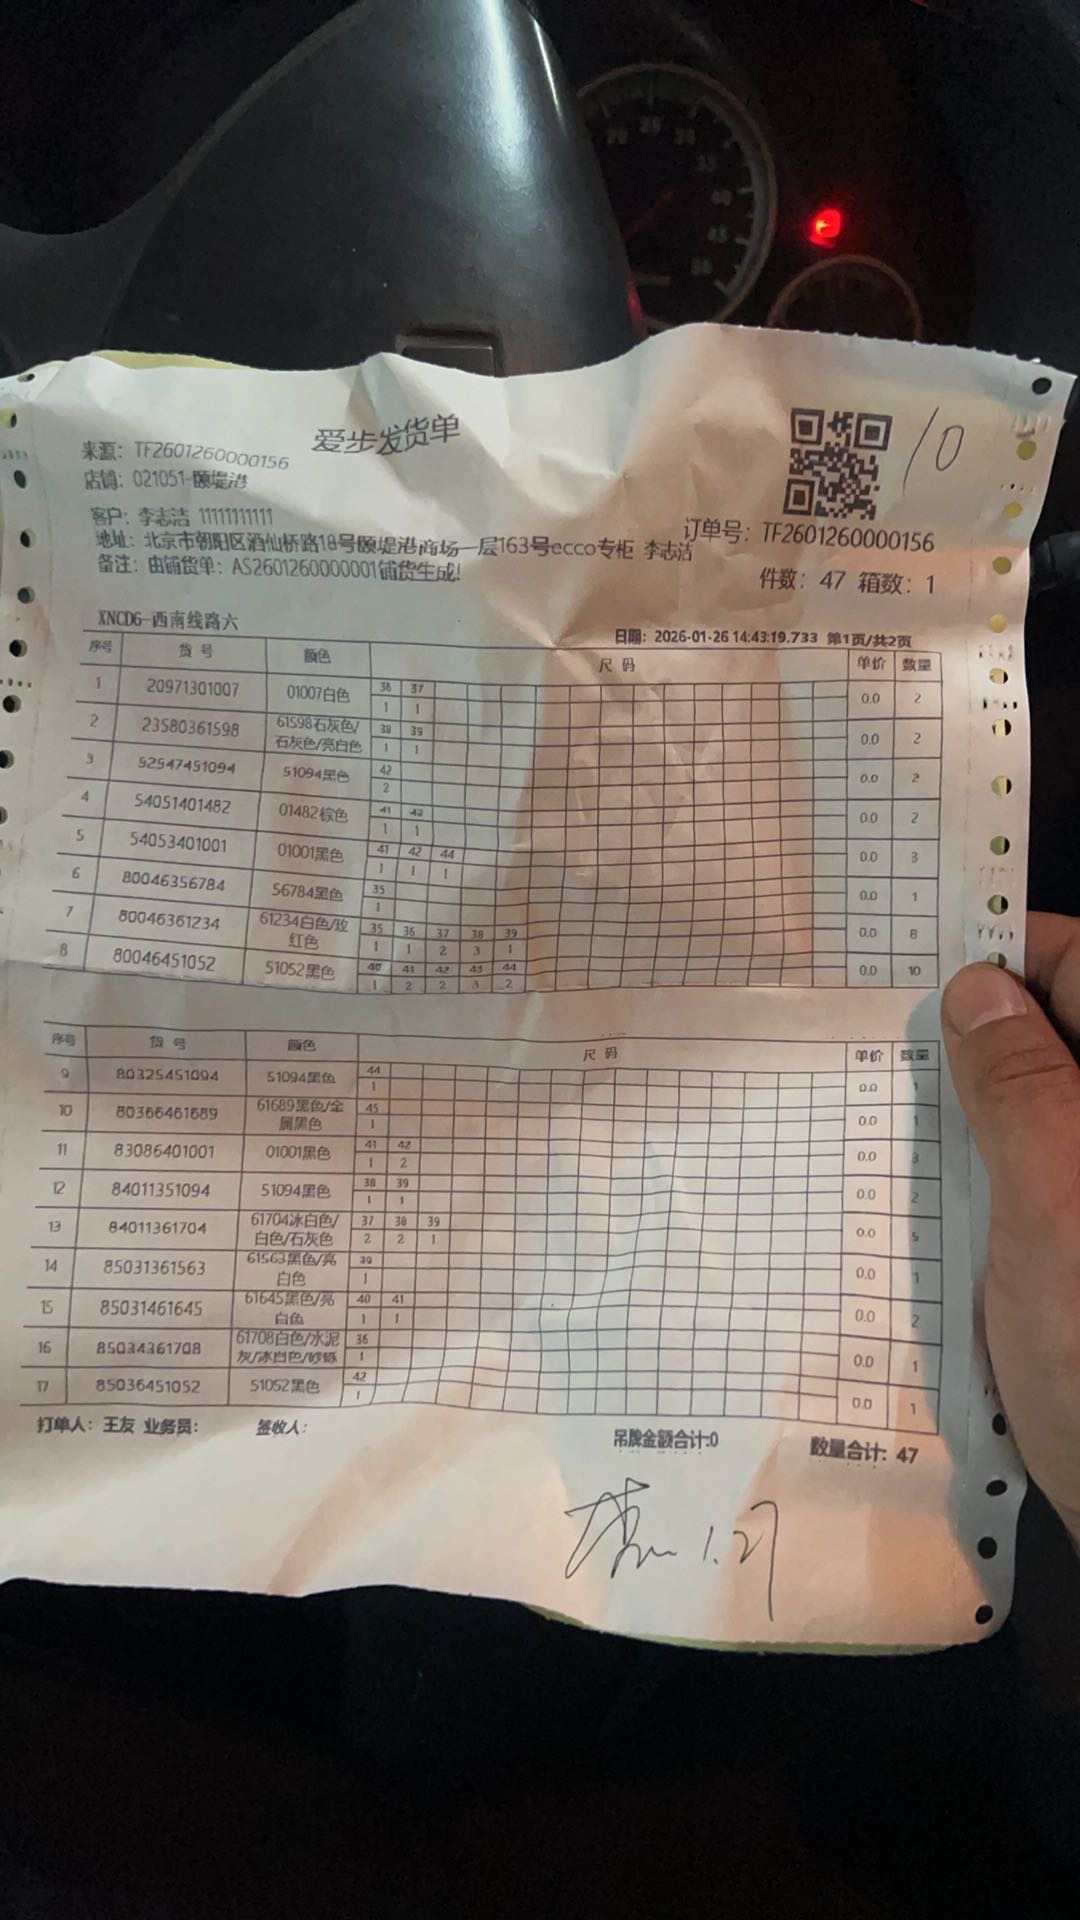 爱步发货单
来源: TF2601260000156
店铺: 021051-颐堤港
10
客户: 李志洁 11111111111
地址: 北京市朝阳区酒仙桥路18号颐堤港商场一层163号ecco专柜 李志洁
订单号: TF2601260000156
备注: 由铺货单: AS2601260000001铺货生成!
件数: 47 箱数: 1
XNCD6-西南线路六
日期: 2026-01-26 14:43:19.733 第1页/共2页
序号 货号 颜色 尺码 单价 数量
1 20971301007 01007白色 36 37 0.0 2
1 1
2 23580361598 61598石灰色/石灰色/亮白色 38 39 0.0 2
1 1
3 52547451094 51094黑色 42 0.0 2
2
4 54051401482 01482棕色 41 42 0.0 2
1 1
5 54053401001 01001黑色 41 42 44 0.0 3
1 1 1
6 80046356784 56784黑色 35 0.0 1
1
7 80046361234 61234白色/玫红色 35 36 37 38 39 0.0 8
1 1 2 3 1
8 80046451052 51052黑色 40 41 42 43 44 0.0 10
1 2 2 3 2
序号 货号 颜色 尺码 单价 数量
9 80325451094 51094黑色 44 0.0 1
1
10 80366461689 61689黑色/金属黑色 45 0.0 1
1
11 83086401001 01001黑色 41 42 0.0 3
1 2
12 84011351094 51094黑色 38 39 0.0 2
1 1
13 84011361704 61704冰白色/白色/石灰色 37 38 39 0.0 5
2 2 1
14 85031361563 61563黑色/亮白色 39 0.0 1
1
15 85031461645 61645黑色/亮白色 40 41 0.0 2
1 1
16 85034361708 61708白色/水泥灰/冰白色/砂砾 36 0.0 1
1
17 85036451052 51052黑色 42 0.0 1
1
打单人: 王友 业务员: 签收人: 吊牌金额合计:0 数量合计: 47
1.27